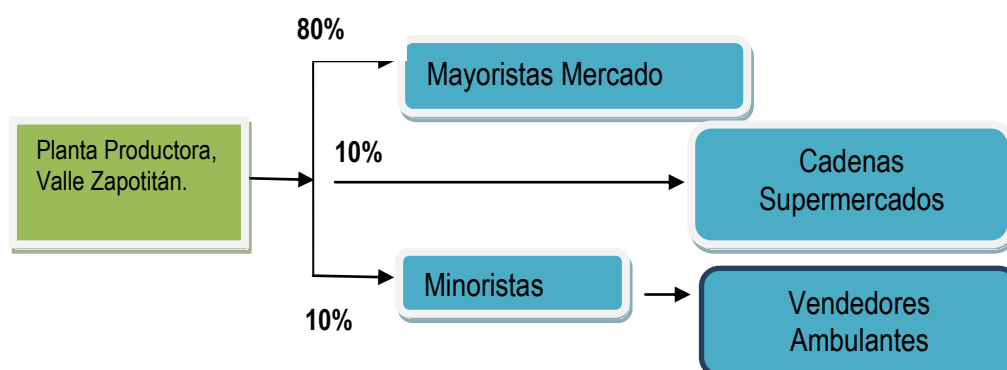 80%
Mayoristas Mercado
Planta Productora,
Valle Zapotitán.
10%
Cadenas
Supermercados
Minoristas
10%
Vendedores
Ambulantes